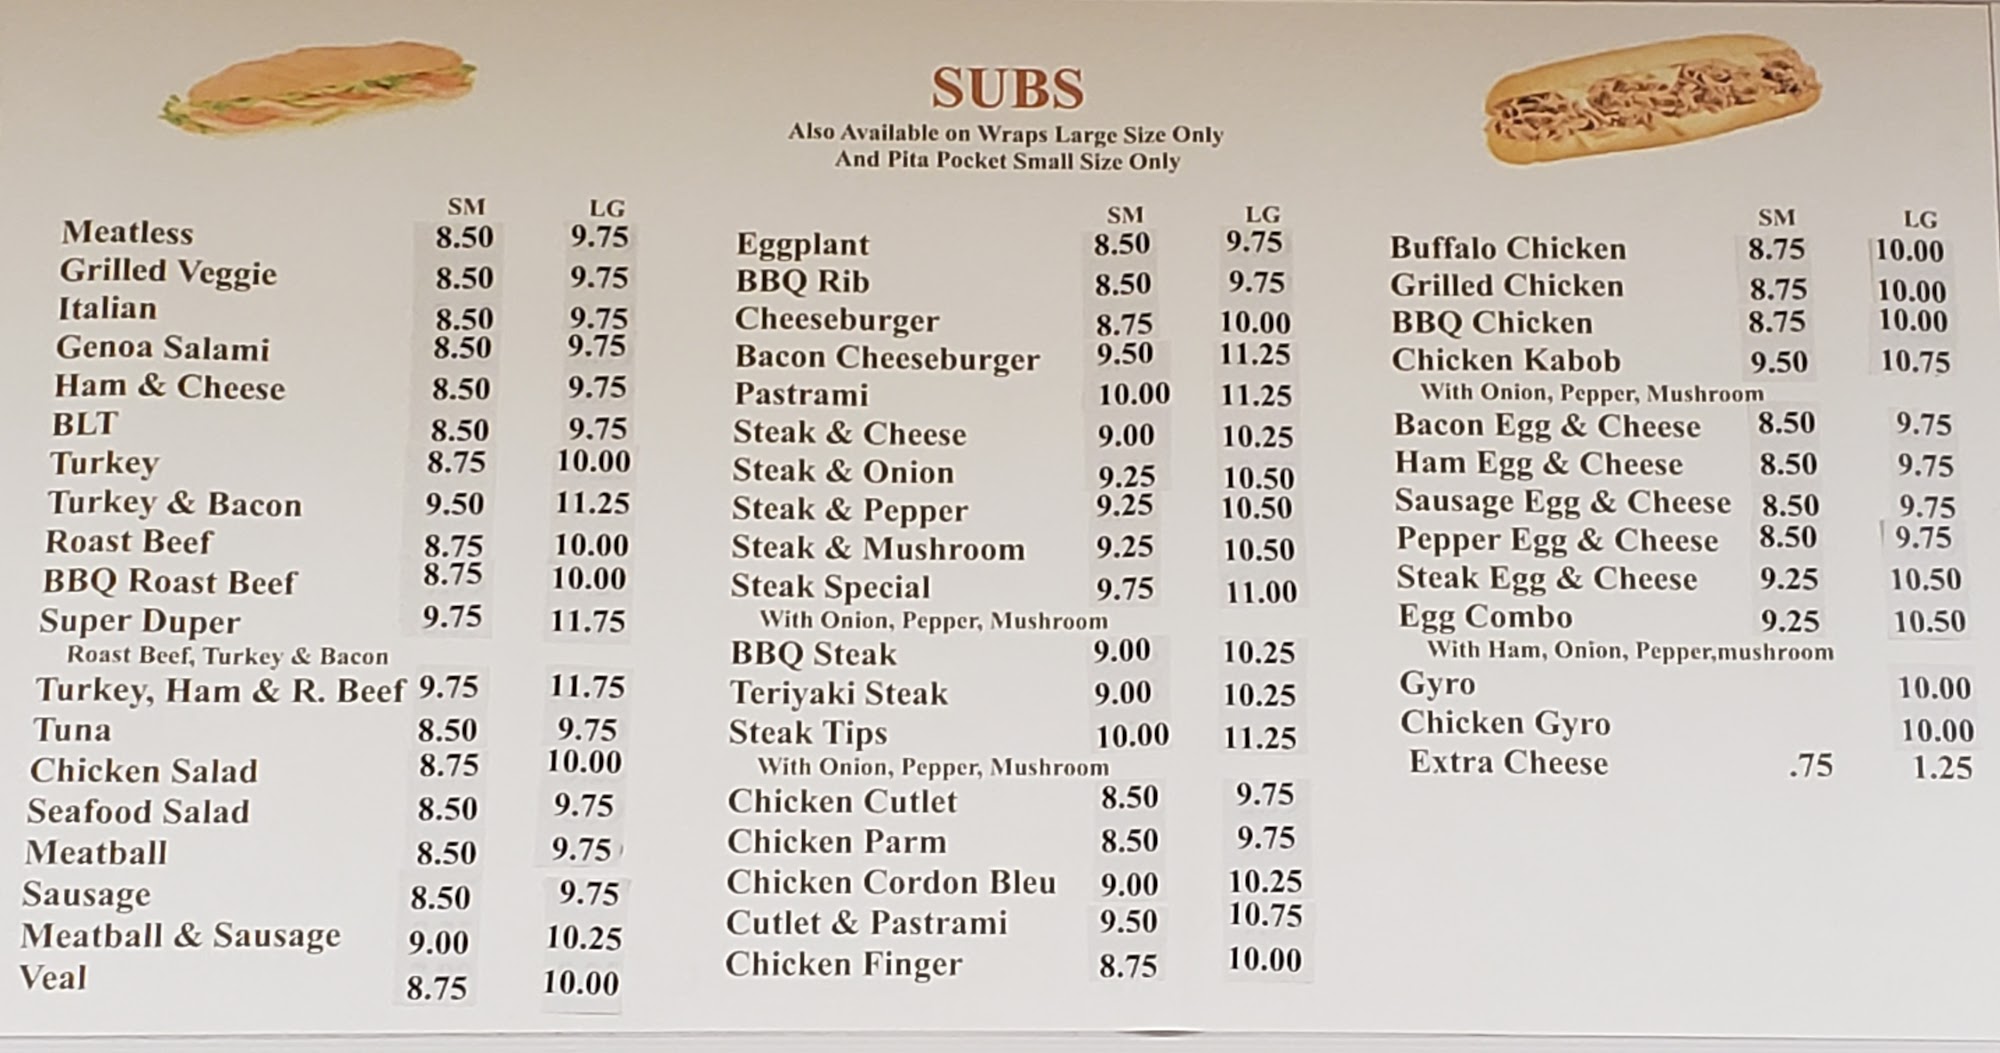 SUBS
Also Available on Wraps Large Size Only
And Pita Pocket Small Size Only
SM LG
Meatless 8.50 9.75
Grilled Veggie 8.50 9.75
Italian 8.50 9.75
Genoa Salami 8.50 9.75
Ham & Cheese 8.50 9.75
BLT 8.50 9.75
Turkey 8.75 10.00
Turkey & Bacon 9.50 11.25
Roast Beef 8.75 10.00
BBQ Roast Beef 8.75 10.00
Super Duper 9.75 11.75
Roast Beef, Turkey & Bacon
Turkey, Ham & R. Beef 9.75 11.75
Tuna 8.50 9.75
Chicken Salad 8.75 10.00
Seafood Salad 8.50 9.75
Meatball 8.50 9.75
Sausage 8.50 9.75
Meatball & Sausage 9.00 10.25
Veal 8.75 10.00
SM LG
Eggplant 8.50 9.75
BBQ Rib 8.50 9.75
Cheeseburger 8.75 10.00
Bacon Cheeseburger 9.50 11.25
Pastrami 10.00 11.25
Steak & Cheese 9.00 10.25
Steak & Onion 9.25 10.50
Steak & Pepper 9.25 10.50
Steak & Mushroom 9.25 10.50
Steak Special 9.75 11.00
With Onion, Pepper, Mushroom
BBQ Steak 9.00 10.25
Teriyaki Steak 9.00 10.25
Steak Tips 10.00 11.25
With Onion, Pepper, Mushroom
Chicken Cutlet 8.50 9.75
Chicken Parm 8.50 9.75
Chicken Cordon Bleu 9.00 10.25
Cutlet & Pastrami 9.50 10.75
Chicken Finger 8.75 10.00
SM LG
Buffalo Chicken 8.75 10.00
Grilled Chicken 8.75 10.00
BBQ Chicken 8.75 10.00
Chicken Kabob 9.50 10.75
With Onion, Pepper, Mushroom
Bacon Egg & Cheese 8.50 9.75
Ham Egg & Cheese 8.50 9.75
Sausage Egg & Cheese 8.50 9.75
Pepper Egg & Cheese 8.50 9.75
Steak Egg & Cheese 9.25 10.50
Egg Combo 9.25 10.50
With Ham, Onion, Pepper,mushroom
Gyro 10.00
Chicken Gyro 10.00
Extra Cheese .75 1.25